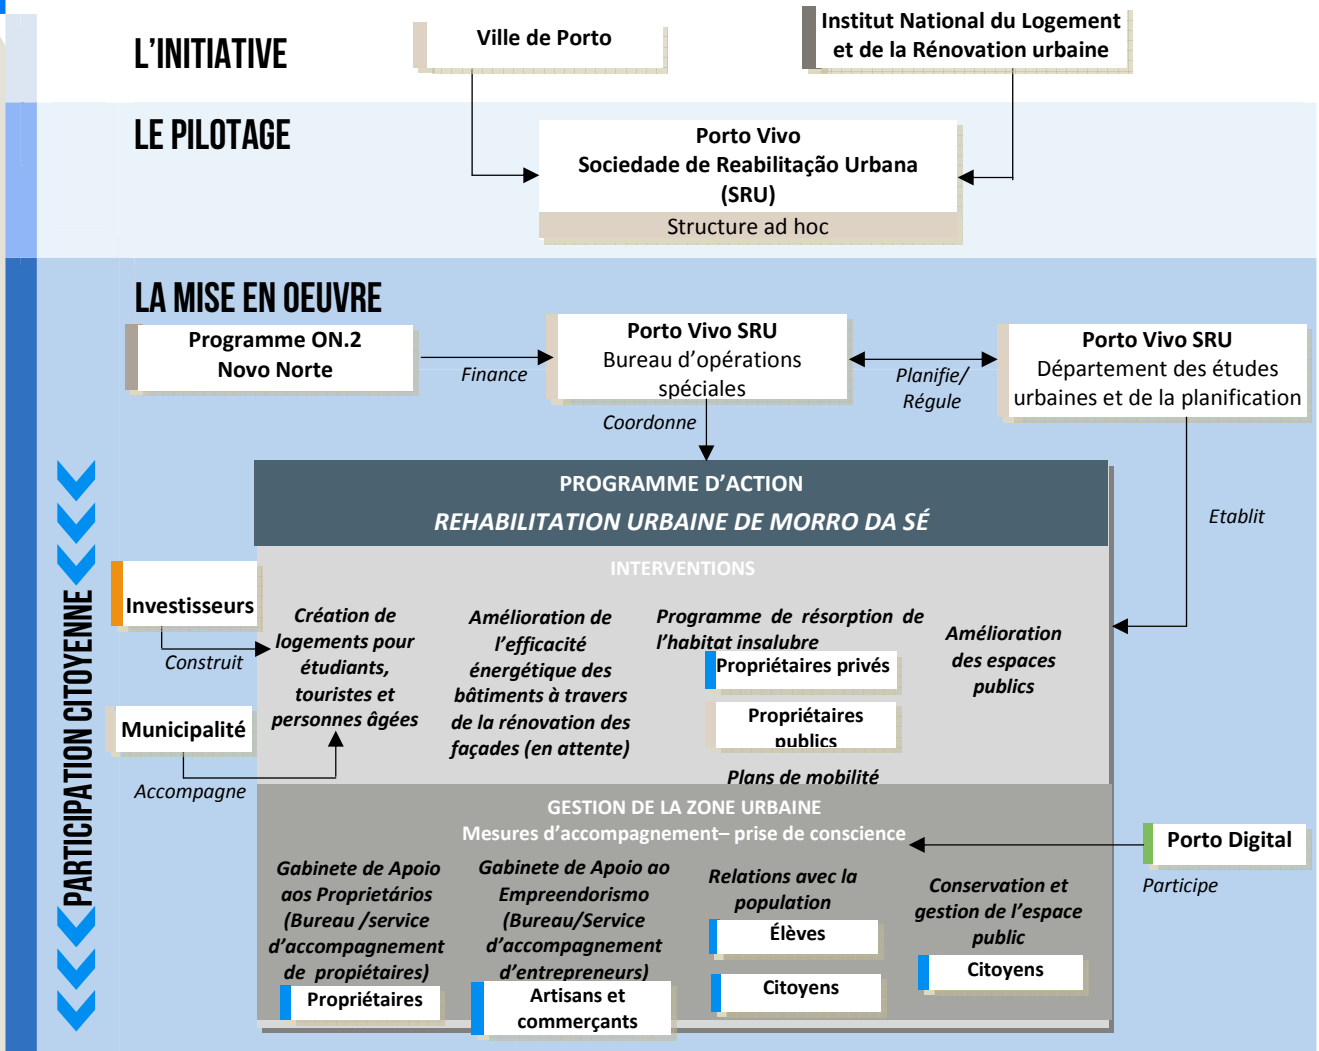 L'INITIATIVE
Ville de Porto
Institut National du Logement
et de la Rénovation urbaine
LE PILOTAGE
Porto Vivo
Sociedade de Reabilitação Urbana
(SRU)
Structure ad hoc
LA MISE EN OEUVRE
Programme ON.2
Novo Norte
Finance
Porto Vivo SRU
Bureau d'opérations
spéciales
Planifie/
Régule
Porto Vivo SRU
Département des études
urbaines et de la planification
Coordonne
Etablit
PARTICIPATION CITOYENNE
PROGRAMME D'ACTION
REHABILITATION URBAINE DE MORRO DA SÉ
INTERVENTIONS
Investisseurs
Construit
Municipalité
Accompagne
Création de
logements pour
étudiants,
touristes et
personnes âgées
Amélioration de
l'efficacité
énergétique des
bâtiments à travers
de la rénovation des
façades (en attente)
Programme de résorption de
l'habitat insalubre
Propriétaires privés
Propriétaires
publics
Plans de mobilité
Amélioration
des espaces
publics
GESTION DE LA ZONE URBAINE
Mesures d'accompagnement– prise de conscience
Porto Digital
Participe
Gabinete de Apoio
aos Proprietários
(Bureau /service
d'accompagnement
de propiétaires)
Propriétaires
Gabinete de Apoio ao
Empreendorismo
(Bureau/Service
d'accompagnement
d'entrepreneurs)
Artisans et
commerçants
Relations avec la
population
Élèves
Citoyens
Conservation et
gestion de l'espace
public
Citoyens